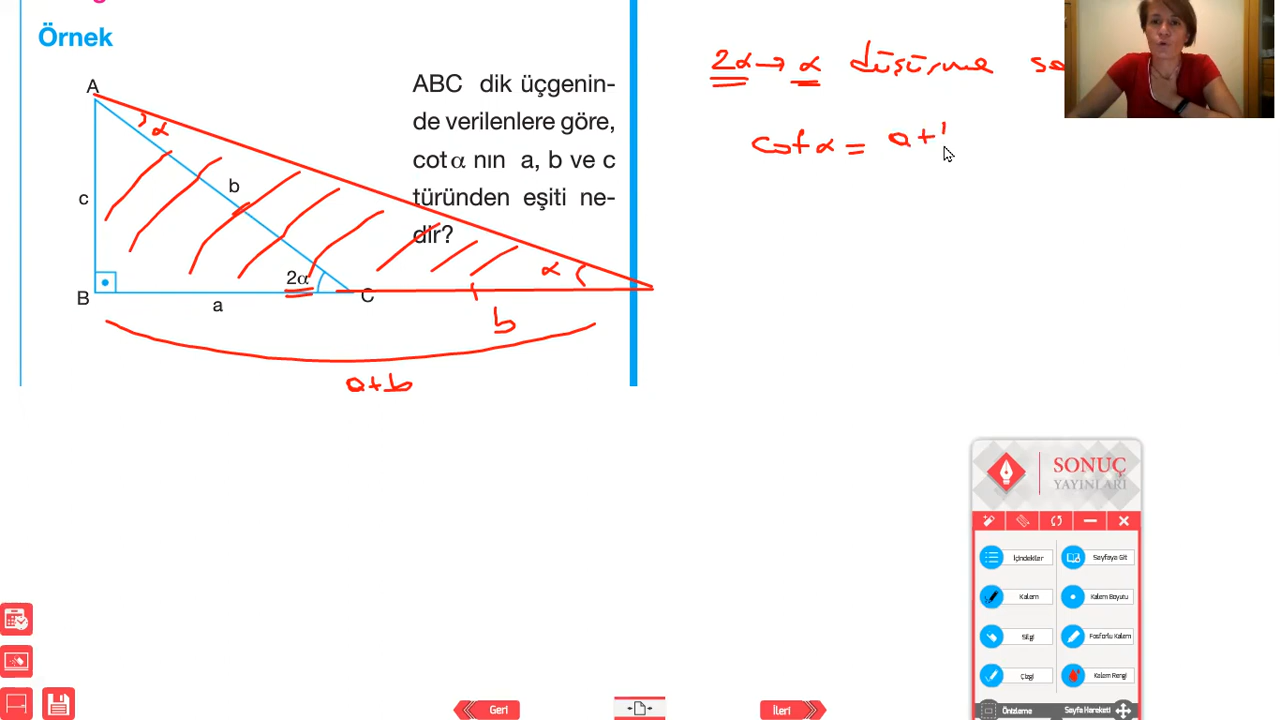 Örnek
ABC dik üçgenin-
de verilenlere göre,
cotα nın a, b ve c
türünden eşiti ne-
dir?
A
α
c
b
2α
α
B
a
C
b
a+b
2α → α düşürme
cot α = a+
SONUÇ
YAYINLARI
İçindekiler
Sayfaya Git
Kalem
Kalem Boyutu
Silgi
Fosforlu Kalem
Çizgi
Kalem Rengi
Önizleme
Sayfa Hareketi
Geri
İleri